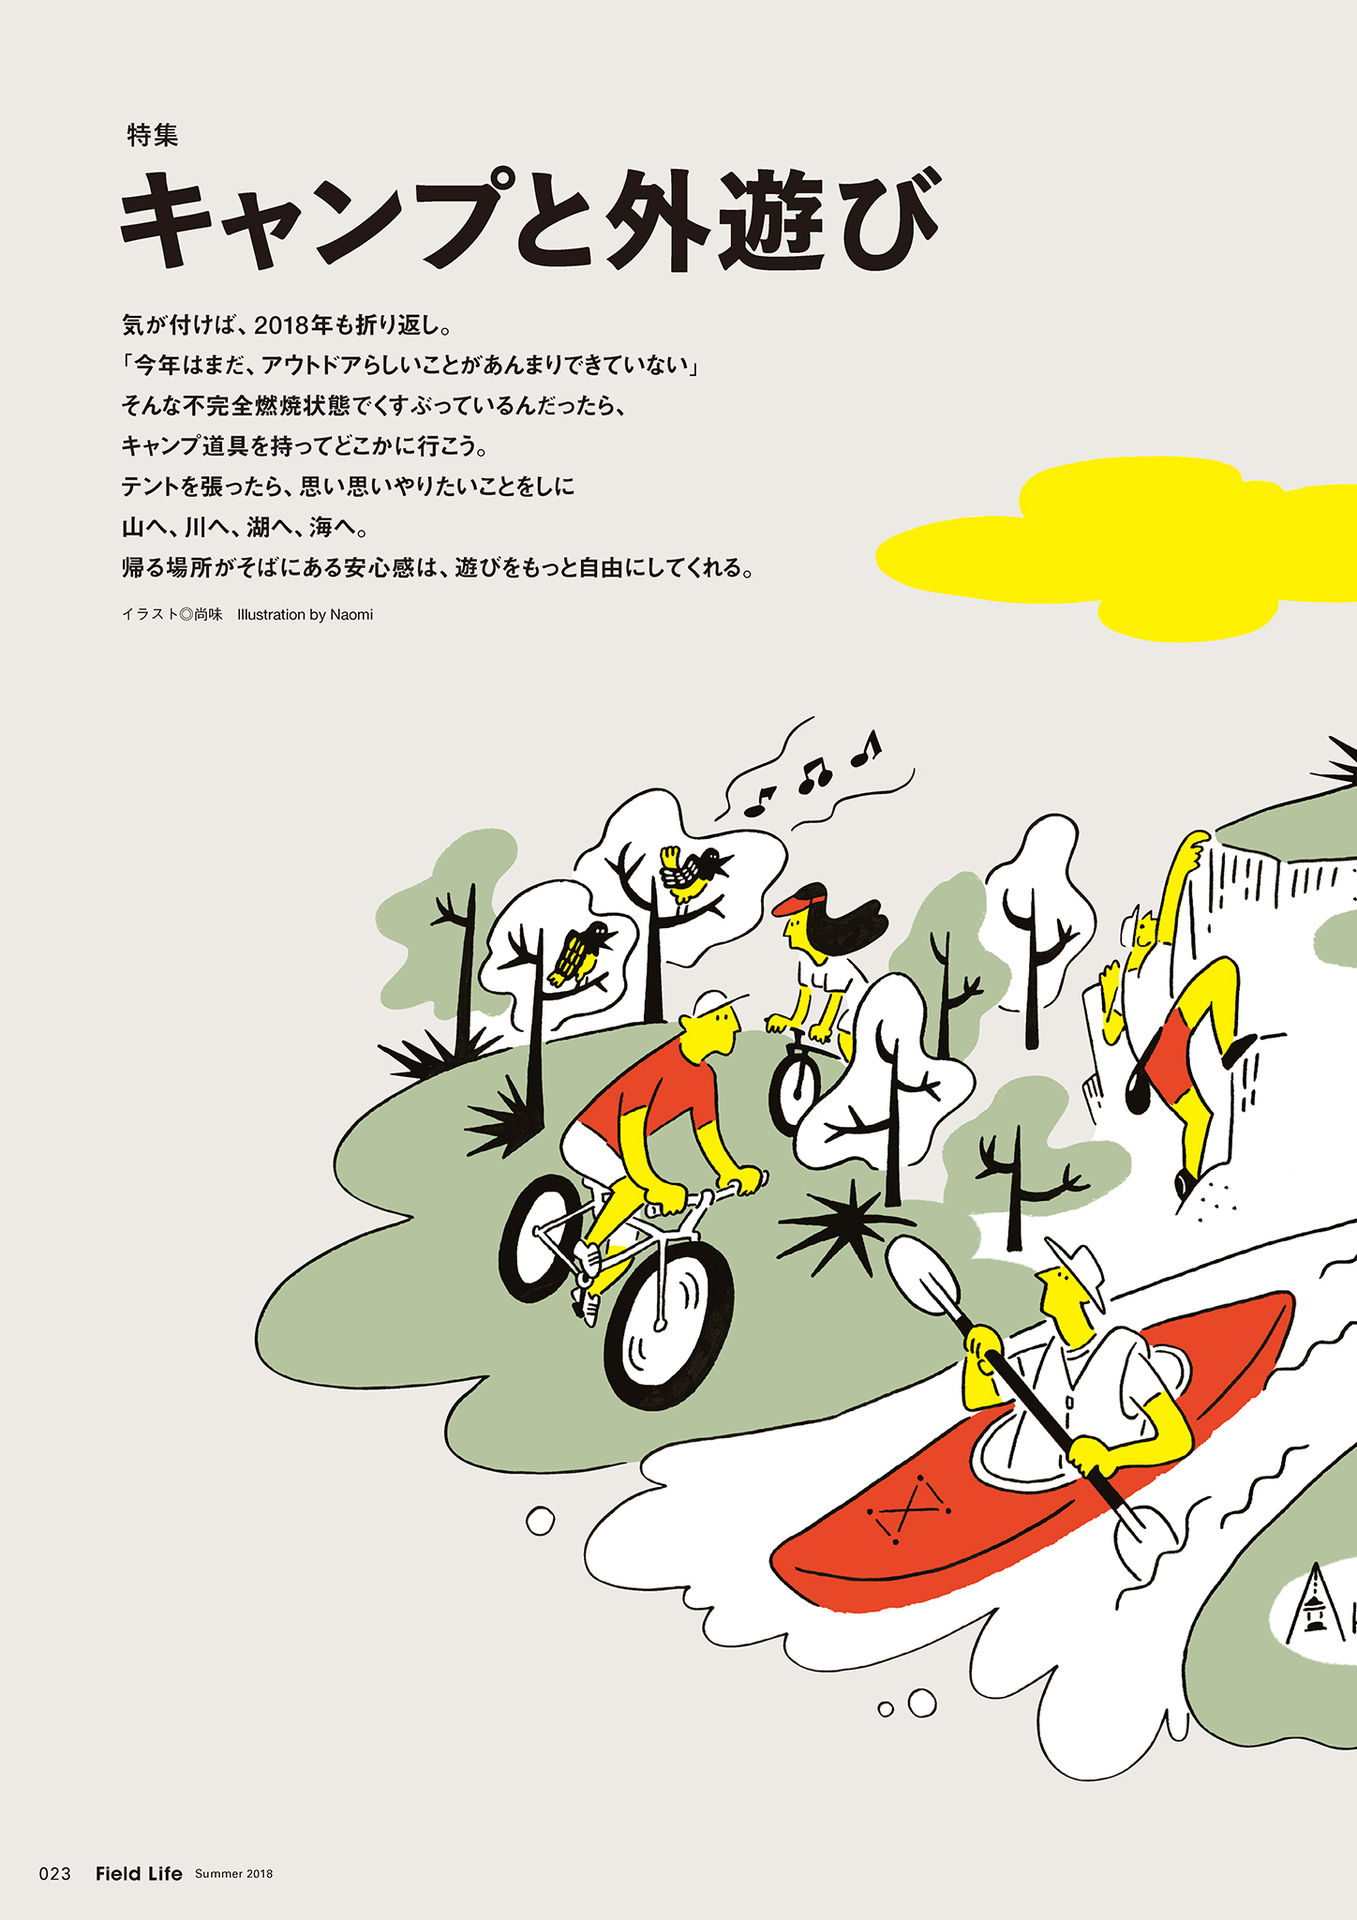 特集
キャンプと外遊び
気が付けば、2018年も折り返し。
「今年はまだ、アウトドアらしいことがあんまりできていない」
そんな不完全燃焼状態でくすぶっているんだったら、
キャンプ道具を持ってどこかに行こう。
テントを張ったら、思い思いやりたいことをしに
山へ、川へ、湖へ、海へ。
帰る場所がそばにある安心感は、遊びをもっと自由にしてくれる。
イラスト◎尚味 Illustration by Naomi
023 Field Life Summer 2018